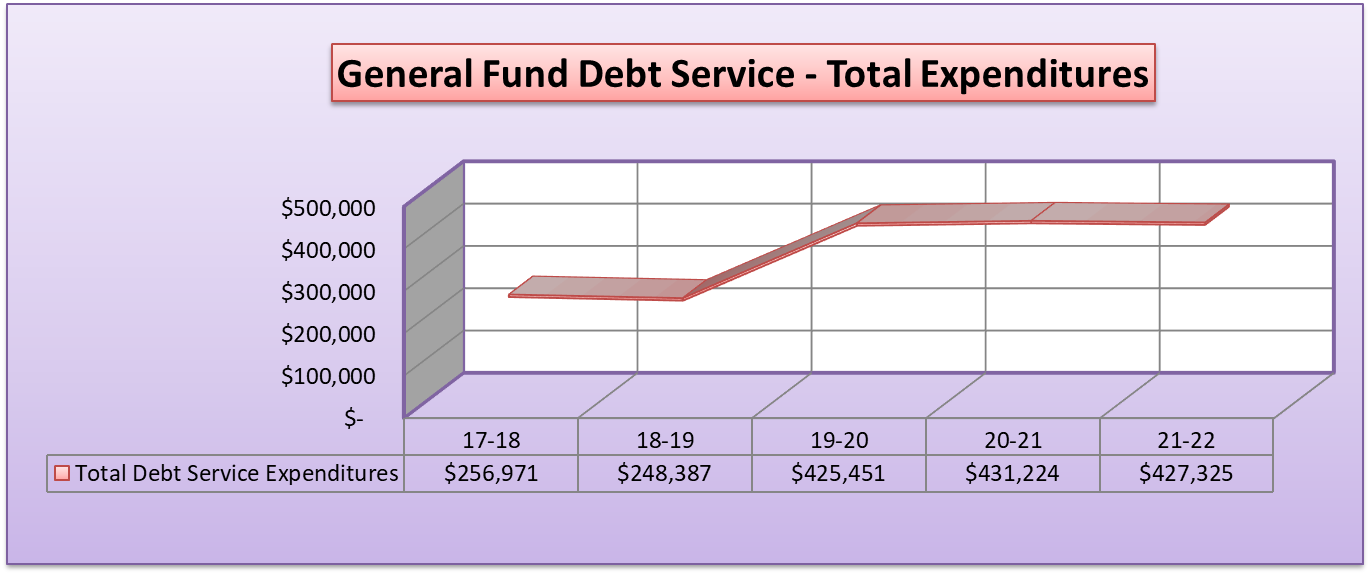 General Fund Debt Service - Total Expenditures
$500,000
$400,000
$300,000
$200,000
$100,000
$-
17-18 18-19 19-20 20-21 21-22
Total Debt Service Expenditures $256,971 $248,387 $425,451 $431,224 $427,325